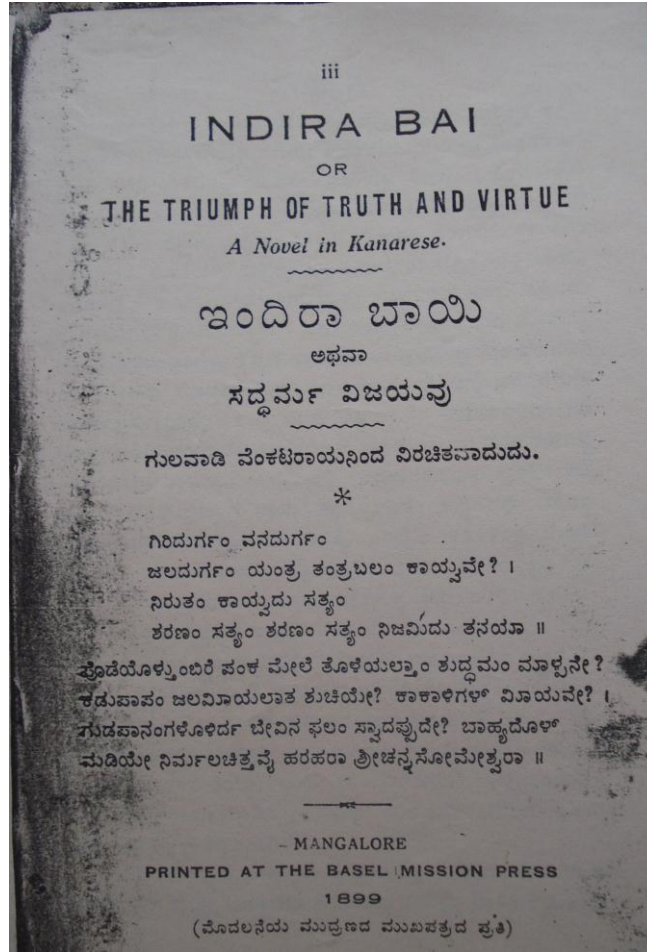 iii
INDIRA BAI
OR
THE TRIUMPH OF TRUTH AND VIRTUE
A Novel in Kanarese.
ಇಂದಿರಾ ಬಾಯಿ
ಅಥವಾ
ಸದ್ಧರ್ಮ ವಿಜಯವು
ಗುಲವಾಡಿ ವೆಂಕಟರಾಯನಿಂದ ವಿರಚಿತವಾದುದು.
*
ಗಿರಿದುರ್ಗಂ ವನದುರ್ಗಂ
ಜಲದುರ್ಗಂ ಯಂತ್ರ ತಂತ್ರಬಲಂ ಕಾಯ್ವುವೇ? ।
ನಿರುತಂ ಕಾಯ್ವುದು ಸತ್ಯಂ
ಶರಣಂ ಸತ್ಯಂ ಶರಣಂ ಸತ್ಯಂ ನಿಜಮಿದು ತನಯಾ ॥
ಪೊಡೆಯೊಳ್ತುಂಬಿರೆ ಪಂಕ ಮೇಲೆ ತೊಳೆಯಲ್ತಾಂ ಶುದ್ಧಮಂ ಮಾಳ್ಪನೇ?
ಕಡುಪಾಪಂ ಜಲಮಿಾಯಲಾತ ಶುಚಿಯೇ? ಕಾಕಾಳಿಗಳ್ ಮಿಾಯವೇ? ।
ಗುಡಪಾನಂಗಳೊಳಿರ್ದ ಬೇವಿನ ಫಲಂ ಸ್ವಾದಪ್ಪುದೇ? ಬಾಹ್ಯದೊಳ್
ಮಡಿಯೇ ನಿರ್ಮಲಚಿತ್ತವೈ ಹರಹರಾ ಶ್ರೀಚನ್ನಸೋಮೇಶ್ವರಾ ॥
MANGALORE
PRINTED AT THE BASEL MISSION PRESS
1899
(ಮೊದಲನೆಯ ಮುದ್ರಣದ ಮುಖಪತ್ರದ ಪ್ರತಿ)